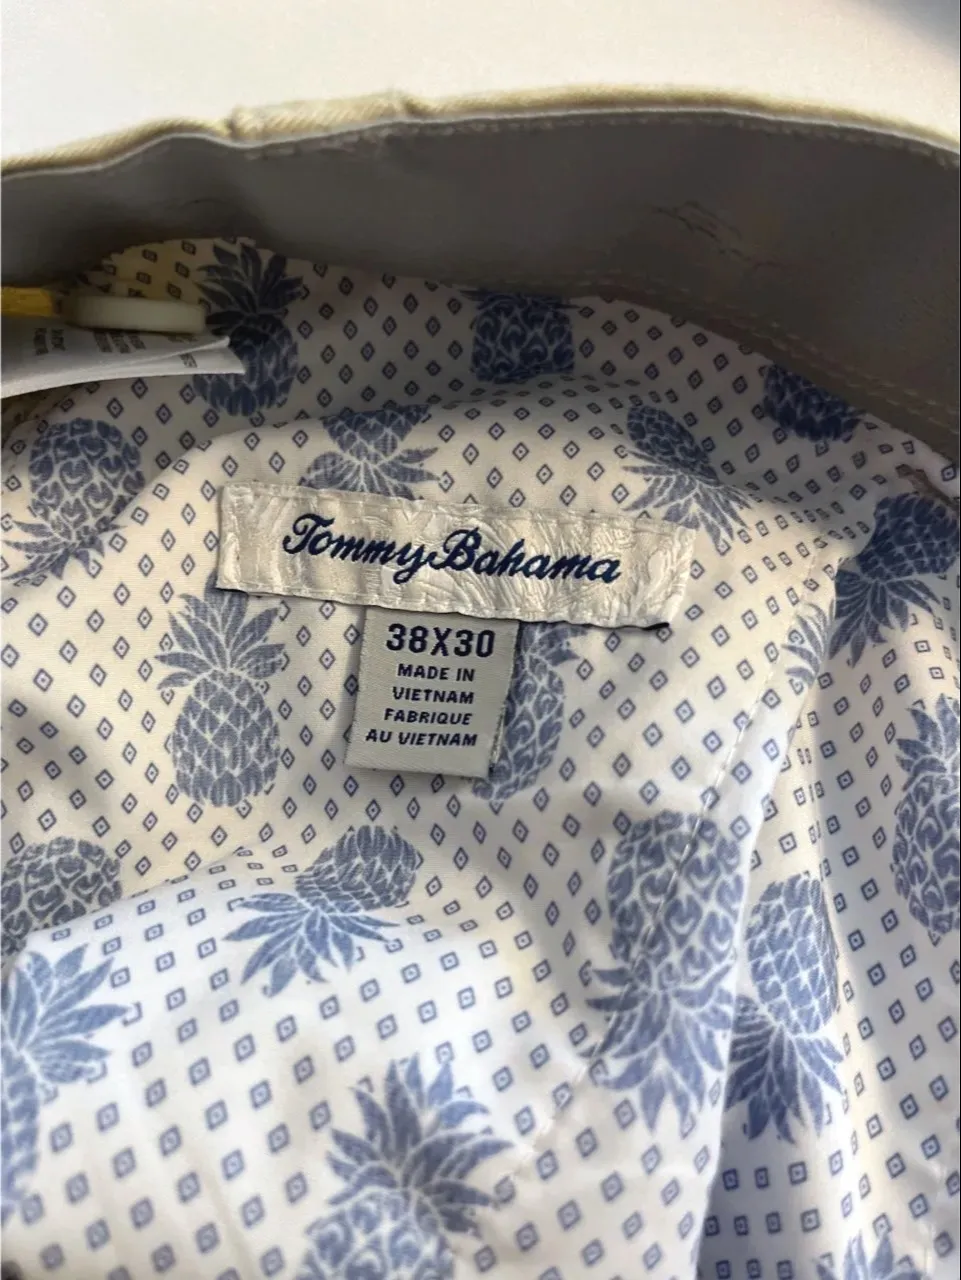 Tommy Bahama
38X30
MADE IN
VIETNAM
FABRIQUE
AU VIETNAM